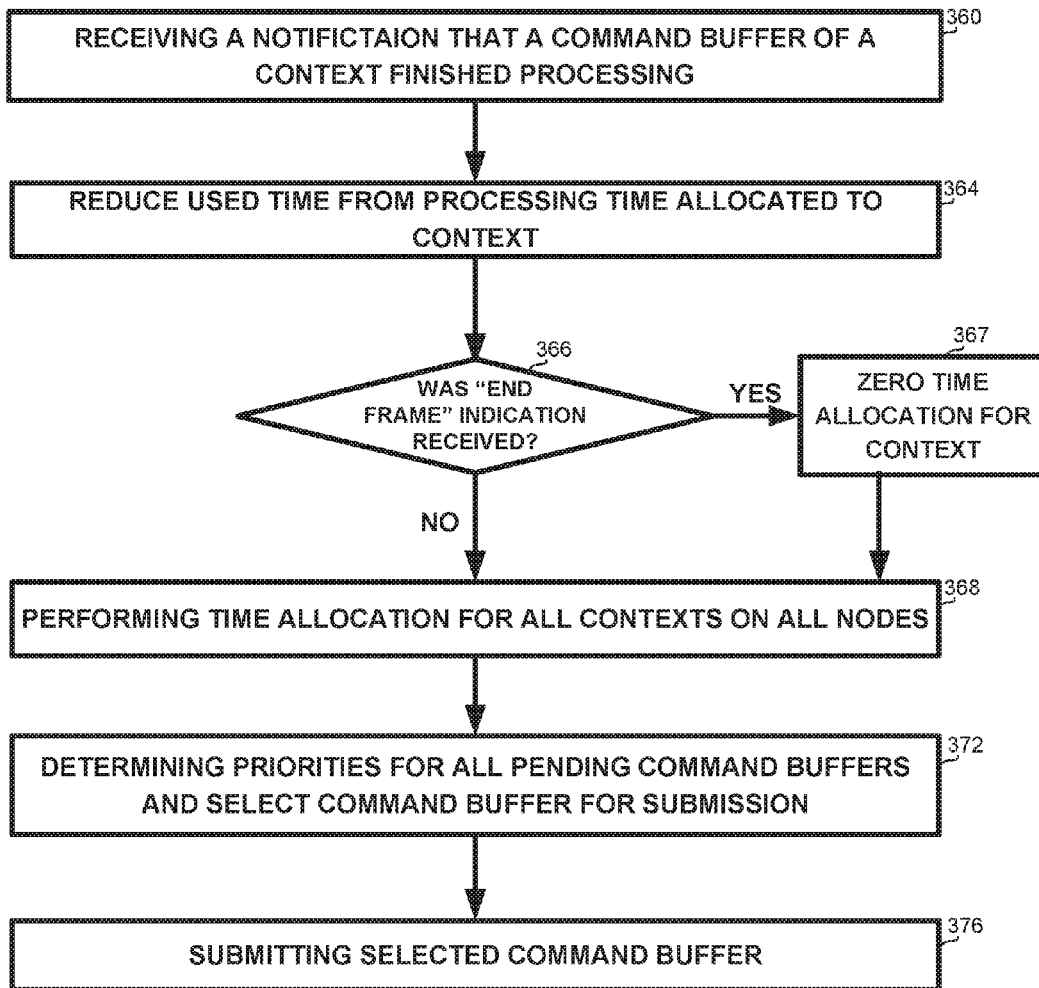 360
RECEIVING A NOTIFICTAION THAT A COMMAND BUFFER OF A
CONTEXT FINISHED PROCESSING
364
REDUCE USED TIME FROM PROCESSING TIME ALLOCATED TO
CONTEXT
366
WAS “END
FRAME” INDICATION
RECEIVED?
YES
367
ZERO TIME
ALLOCATION FOR
CONTEXT
NO
368
PERFORMING TIME ALLOCATION FOR ALL CONTEXTS ON ALL NODES
372
DETERMINING PRIORITIES FOR ALL PENDING COMMAND BUFFERS
AND SELECT COMMAND BUFFER FOR SUBMISSION
376
SUBMITTING SELECTED COMMAND BUFFER